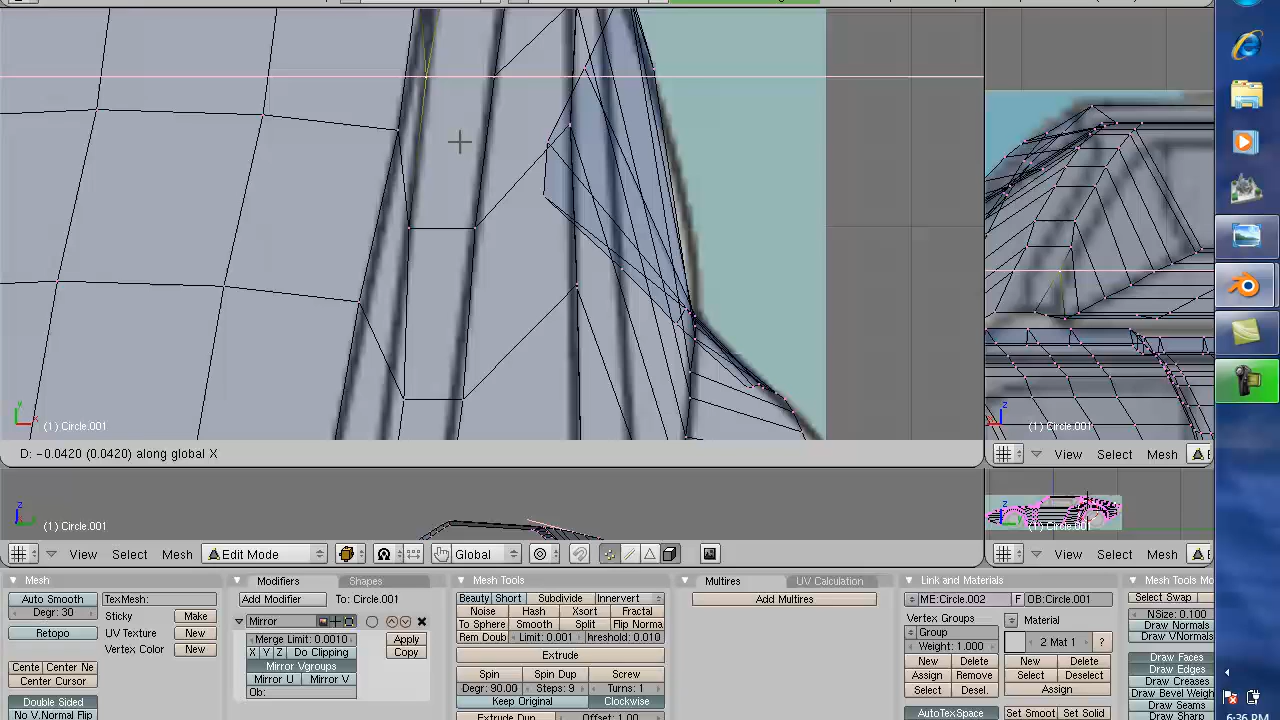 (1) Circle.001
(1) Circle.001
D: −0.0420 (0.0420) along global X
View Select Mesh
(1) Circle.001
(1) Circle.001
View Select Mesh Edit Mode Global
View Select Mesh
Mesh
Modifiers Shapes
Mesh Tools
Multires UV Calculation
Link and Materials
Mesh Tools Mo
Auto Smooth
Degr: 30
Retopo
Cente Center Ne
Center Cursor
Double Sided
No V.Normal Flip
TexMesh:
Sticky Make
UV Texture New
Vertex Color New
Add Modifier To: Circle.001
Mirror
Merge Limit: 0.0010
X Y Z Do Clipping
Mirror Vgroups
Mirror U Mirror V
Ob:
Apply
Copy
Beauty Short Subdivide Innervert
Noise Hash Xsort Fractal
To Sphere Smooth Split Flip Norma
Rem Doub Limit: 0.001 hreshold: 0.010
Extrude
Spin Spin Dup Screw
Degr: 90.00 Steps: 9 Turns: 1
Keep Original Clockwise
Extrude Dup Offset: 1.00
Add Multires
ME:Circle.002 F OB:Circle.001
Vertex Groups
Group
Weight: 1.000
New Delete
Assign Remove
Select Desel.
AutoTexSpace
Material
2 Mat 1 ?
New Delete
Select Deselect
Assign
Set Smoot Set Solid
Select Swap
NSize: 0.100
Draw Normals
Draw VNormals
Draw Faces
Draw Edges
Draw Creases
Draw Bevel Weigh
Draw Seams
6:36 PM